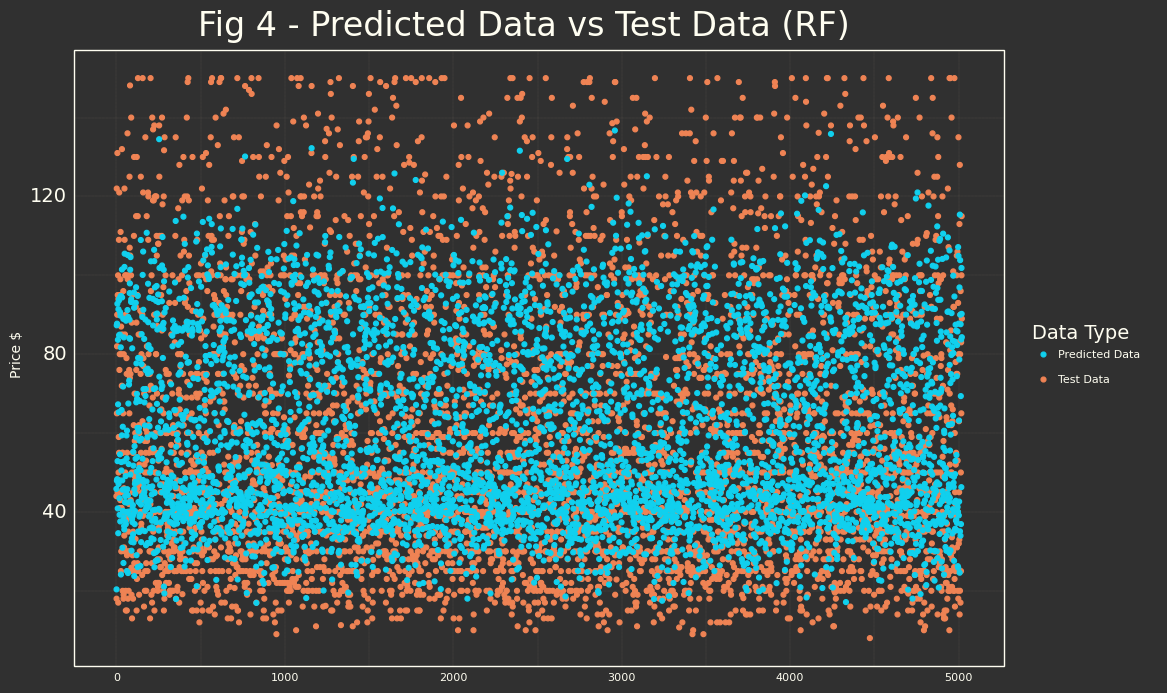 Fig 4 - Predicted Data vs Test Data (RF)
120
80
40
Price $
0
1000
2000
3000
4000
5000
Data Type
Predicted Data
Test Data